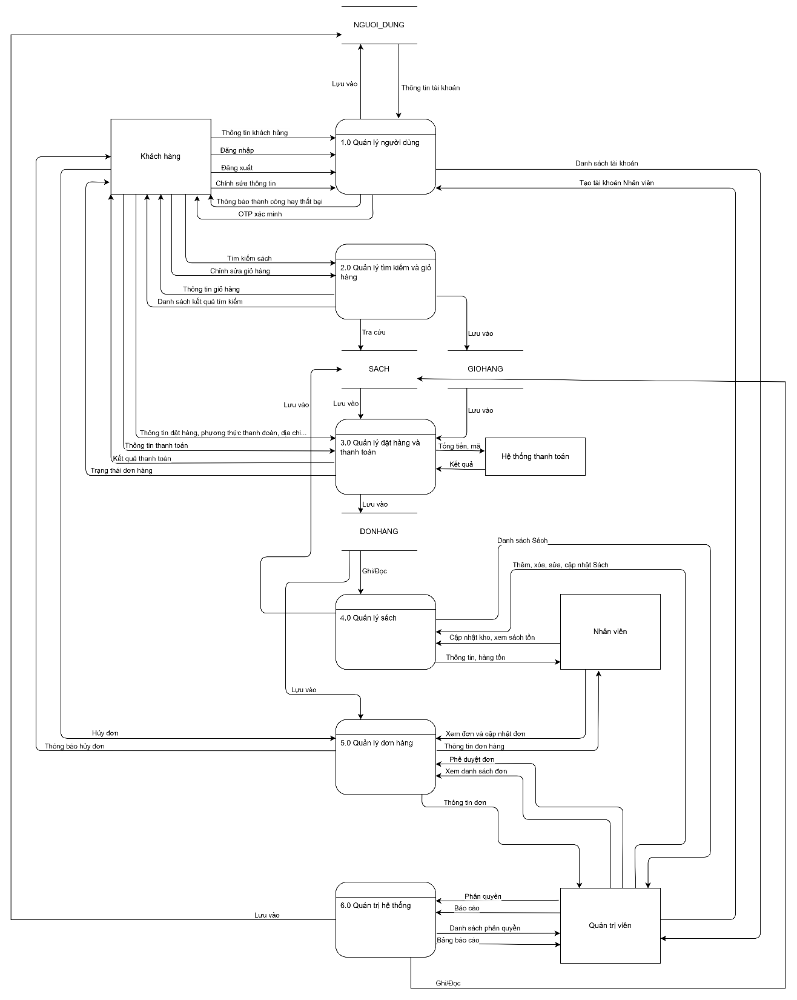 NGUOI_DUNG
Lưu vào
Thông tin tài khoản
Khách hàng
Thông tin khách hàng
Đăng nhập
Đăng xuất
Chỉnh sửa thông tin
Thông báo thành công hay thất bại
OTP xác minh
1.0 Quản lý người dùng
Danh sách tài khoản
Tạo tài khoản Nhân viên
Tìm kiếm sách
Chỉnh sửa giỏ hàng
Thông tin giỏ hàng
Danh sách kết quả tìm kiếm
2.0 Quản lý tìm kiếm và giỏ
hàng
Tra cứu
Lưu vào
SACH
GIOHANG
Lưu vào
Lưu vào
Lưu vào
Thông tin đặt hàng, phương thức thanh đoán, địa chỉ...
Thông tin thanh toán
Kết quả thanh toán
Trạng thái đơn hàng
3.0 Quản lý đặt hàng và
thanh toán
Tổng tiền, mã
Kết quả
Hệ thống thanh toán
Lưu vào
DONHANG
Ghi/Đọc
Danh sách Sách
Thêm, xóa, sửa, cập nhật Sách
4.0 Quản lý sách
Cập nhật kho, xem sách tồn
Thông tin, hàng tồn
Nhân viên
Lưu vào
Hủy đơn
Thông báo hủy đơn
5.0 Quản lý đơn hàng
Xem đơn và cập nhật đơn
Thông tin đơn hàng
Phê duyệt đơn
Xem danh sách đơn
Thông tin đơn
6.0 Quản trị hệ thống
Phân quyền
Báo cáo
Danh sách phân quyền
Bảng báo cáo
Quản trị viên
Lưu vào
Ghi/Đọc